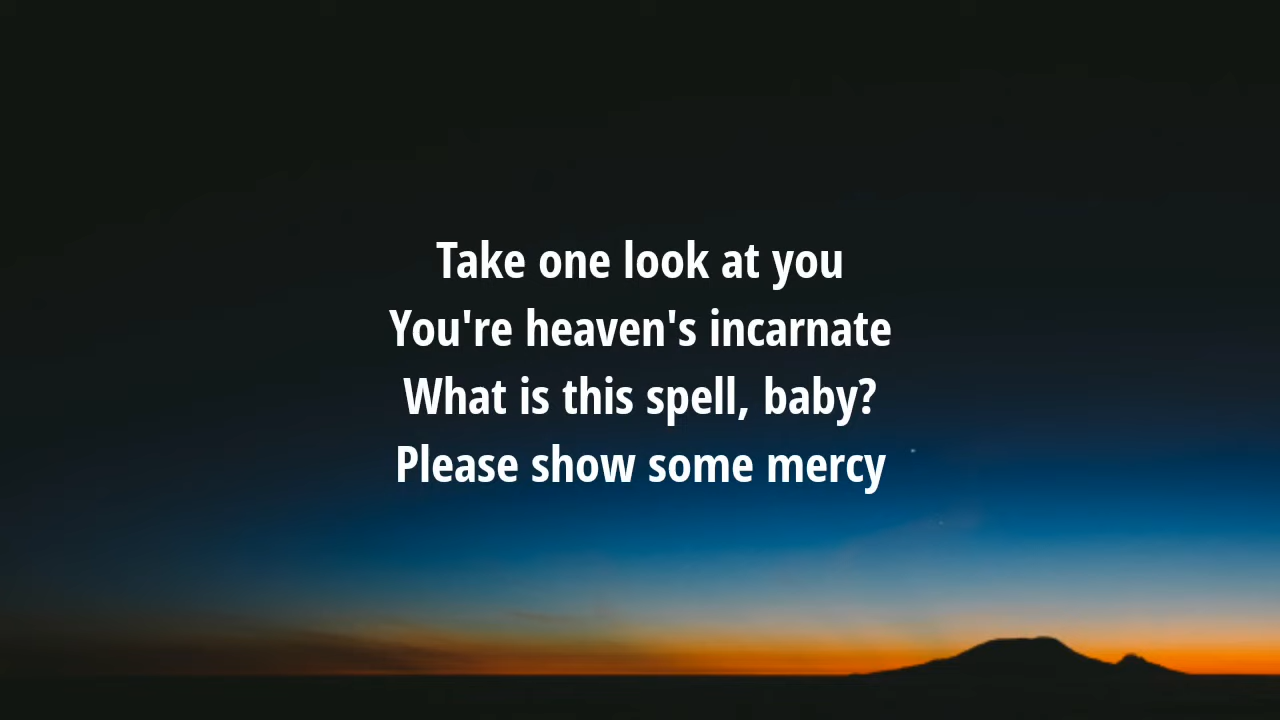 Take one look at you
You're heaven's incarnate
What is this spell, baby?
Please show some mercy